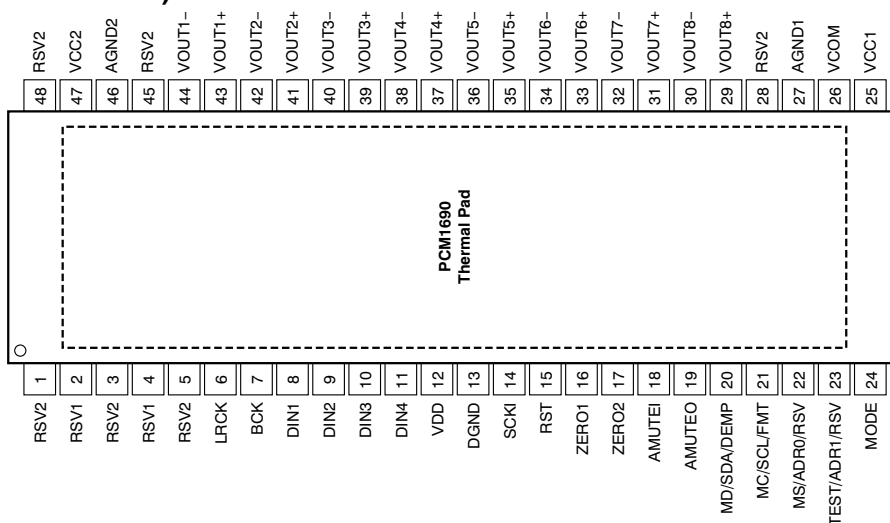 RSV2
VCC2
AGND2
RSV2
VOUT1−
VOUT1+
VOUT2−
VOUT2+
VOUT3−
VOUT3+
VOUT4−
VOUT4+
VOUT5−
VOUT5+
VOUT6−
VOUT6+
VOUT7−
VOUT7+
VOUT8−
VOUT8+
RSV2
AGND1
VCOM
VCC1
48
47
46
45
44
43
42
41
40
39
38
37
36
35
34
33
32
31
30
29
28
27
26
25
PCM1690
Thermal Pad
1
2
3
4
5
6
7
8
9
10
11
12
13
14
15
16
17
18
19
20
21
22
23
24
RSV2
RSV1
RSV2
RSV1
RSV2
LRCK
BCK
DIN1
DIN2
DIN3
DIN4
VDD
DGND
SCKI
RST
ZERO1
ZERO2
AMUTEI
AMUTEO
MD/SDA/DEMP
MC/SCL/FMT
MS/ADR0/RSV
TEST/ADR1/RSV
MODE